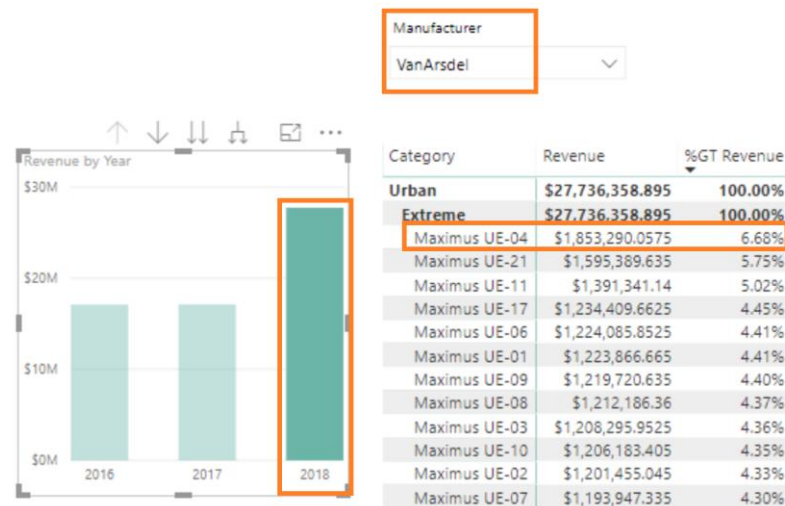 Manufacturer
VanArsdel
Revenue by Year
$30M
$20M
$10M
$0M
2016 2017 2018
Category Revenue %GT Revenue
Urban $27,736,358.895 100.00%
Extreme $27,736,358.895 100.00%
Maximus UE-04 $1,853,290.0575 6.68%
Maximus UE-21 $1,595,389.635 5.75%
Maximus UE-11 $1,391,341.14 5.02%
Maximus UE-17 $1,234,409.6625 4.45%
Maximus UE-06 $1,224,085.8525 4.41%
Maximus UE-01 $1,223,866.665 4.41%
Maximus UE-09 $1,219,720.635 4.40%
Maximus UE-08 $1,212,186.36 4.37%
Maximus UE-03 $1,208,295.9525 4.36%
Maximus UE-10 $1,206,183.405 4.35%
Maximus UE-02 $1,201,455.045 4.33%
Maximus UE-07 $1,193,947.335 4.30%